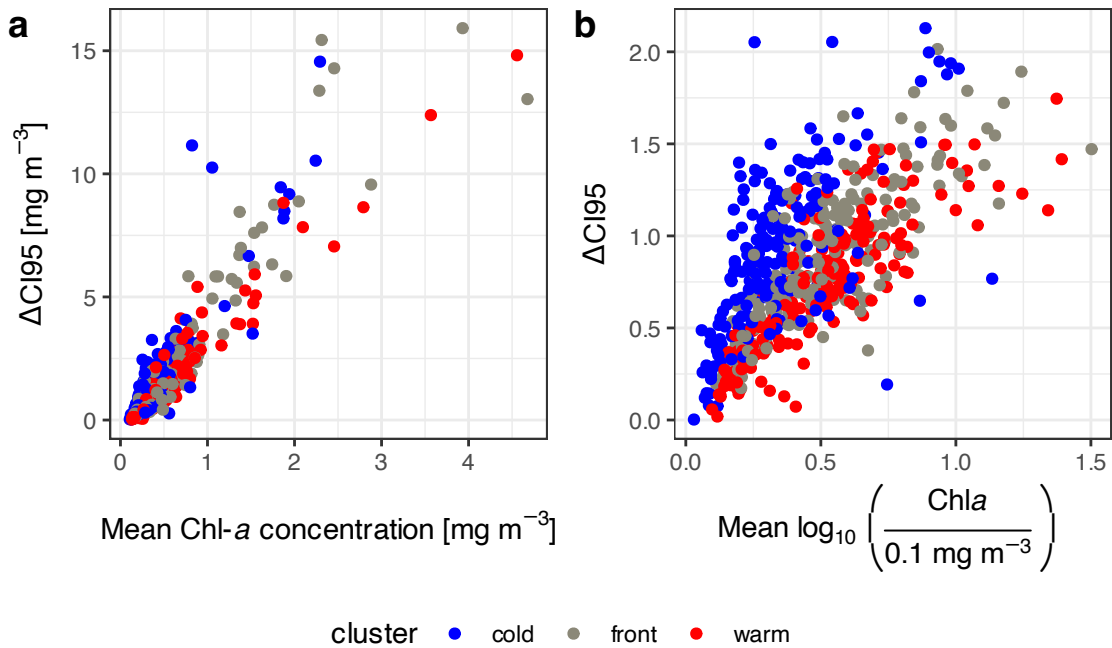 a
b
ΔCI95 [mg m⁻³]
15
10
5
0
0 1 2 3 4
Mean Chl-a concentration [mg m⁻³]
ΔCI95
2.0
1.5
1.0
0.5
0.0
0.0 0.5 1.0 1.5
Mean log₁₀ (Chla / 0.1 mg m⁻³)
cluster cold front warm